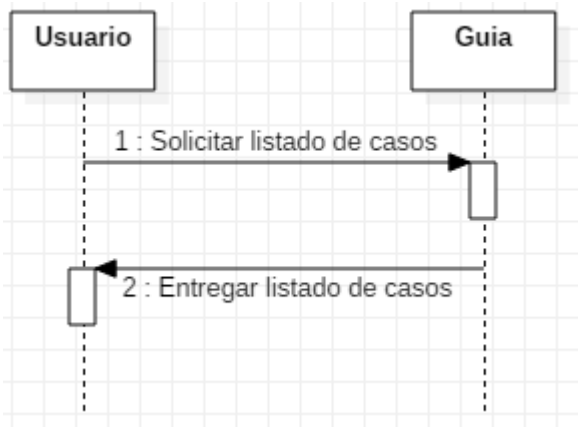 Usuario
Guia
1 : Solicitar listado de casos
2 : Entregar listado de casos